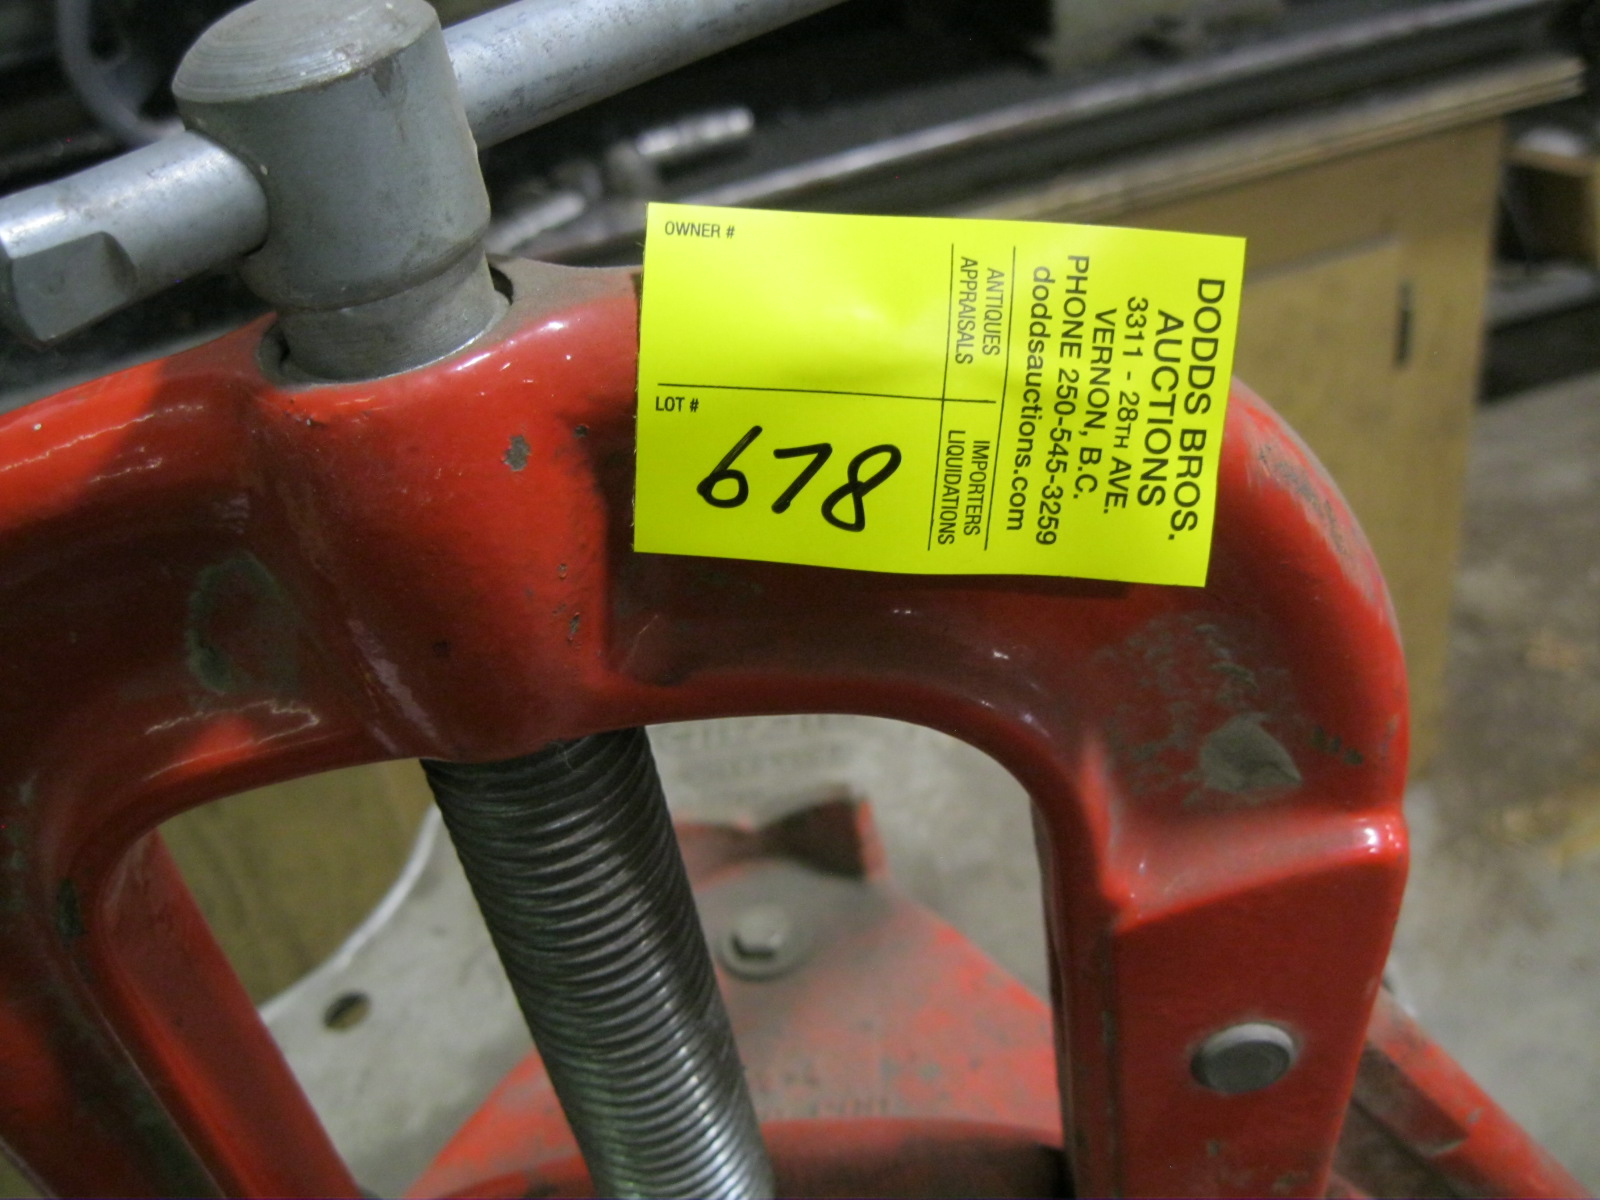 OWNER #
LOT #
678
DODDS BROS.
AUCTIONS
3311 - 28TH AVE.
VERNON, B.C.
PHONE 250-545-3259
doddsauctions.com
ANTIQUES
APPRAISALS
IMPORTERS
LIQUIDATIONS